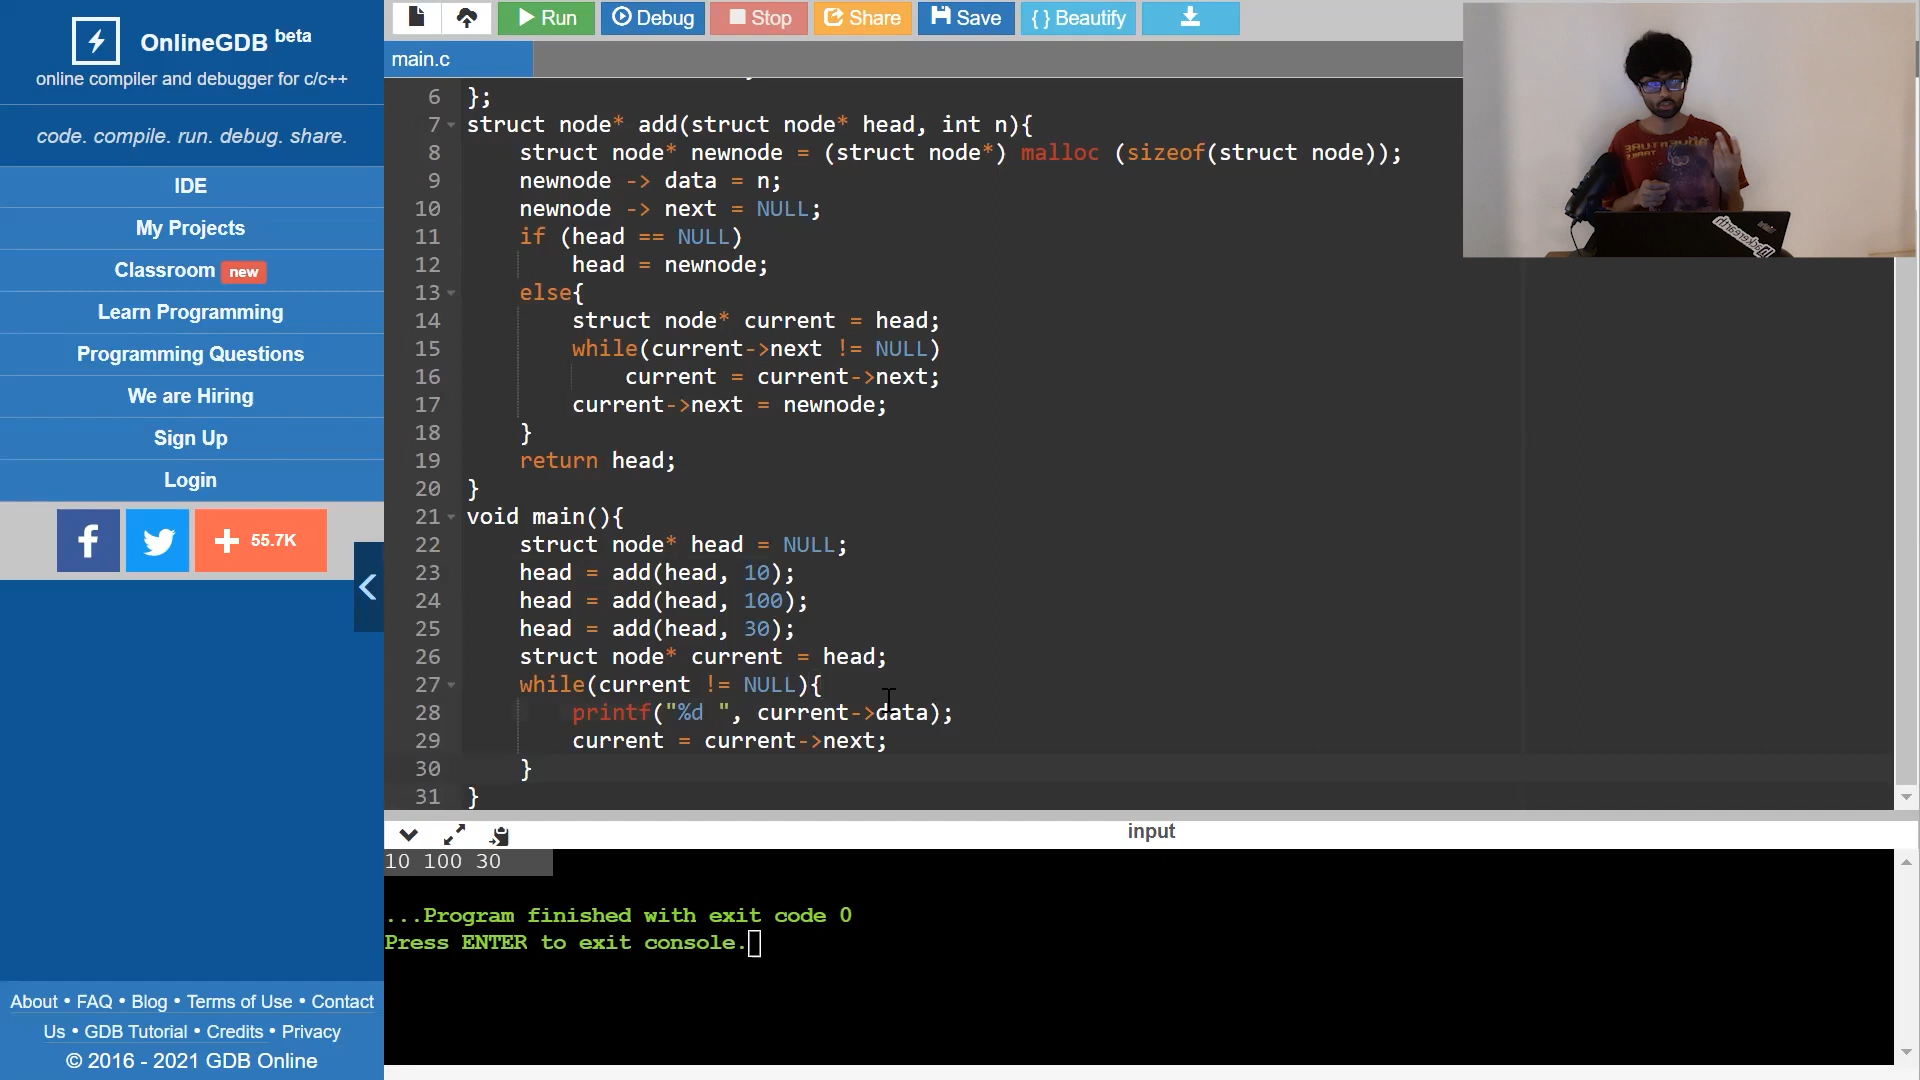 OnlineGDB beta
online compiler and debugger for c/c++
code. compile. run. debug. share.
IDE
My Projects
Classroom new
Learn Programming
Programming Questions
We are Hiring
Sign Up
Login
55.7K
About • FAQ • Blog • Terms of Use • Contact
Us • GDB Tutorial • Credits • Privacy
© 2016 - 2021 GDB Online
Run Debug Stop Share Save { } Beautify
main.c
6 };
7 struct node* add(struct node* head, int n){
8 struct node* newnode = (struct node*) malloc (sizeof(struct node));
9 newnode -> data = n;
10 newnode -> next = NULL;
11 if (head == NULL)
12 head = newnode;
13 else{
14 struct node* current = head;
15 while(current->next != NULL)
16 current = current->next;
17 current->next = newnode;
18 }
19 return head;
20 }
21 void main(){
22 struct node* head = NULL;
23 head = add(head, 10);
24 head = add(head, 100);
25 head = add(head, 30);
26 struct node* current = head;
27 while(current != NULL){
28 printf("%d ", current->data);
29 current = current->next;
30 }
31 }
input
10 100 30
...Program finished with exit code 0
Press ENTER to exit console.